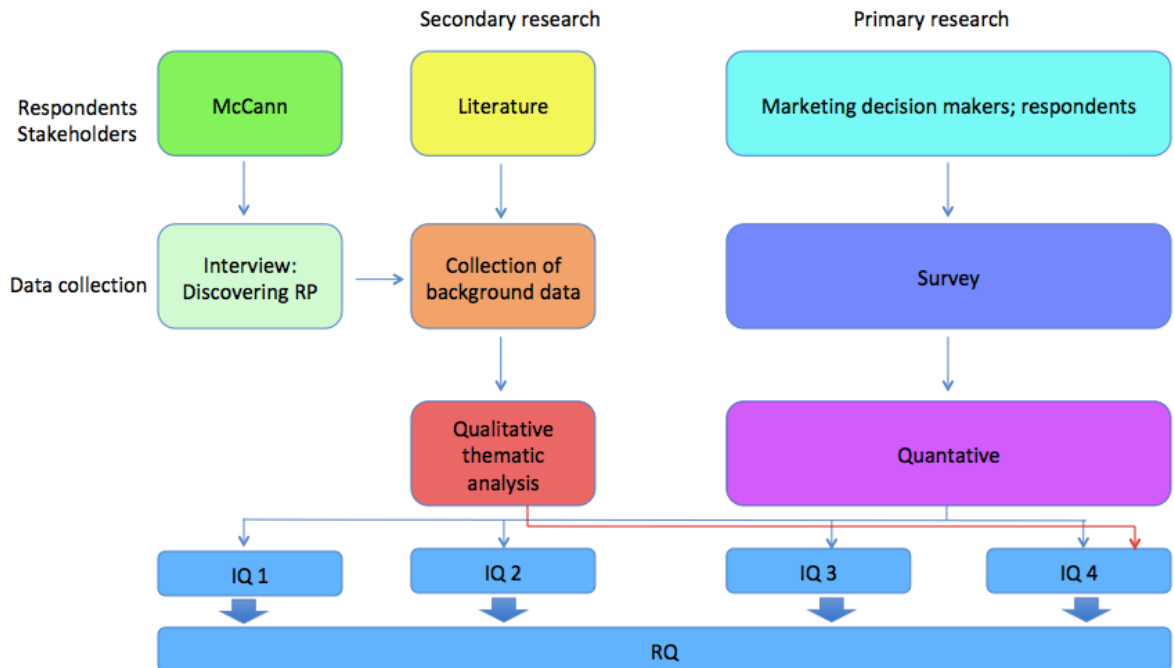 Secondary research
Primary research
Respondents
Stakeholders
McCann
Literature
Marketing decision makers; respondents
Data collection
Interview:
Discovering RP
Collection of
background data
Survey
Qualitative
thematic
analysis
Quantative
IQ 1
IQ 2
IQ 3
IQ 4
RQ